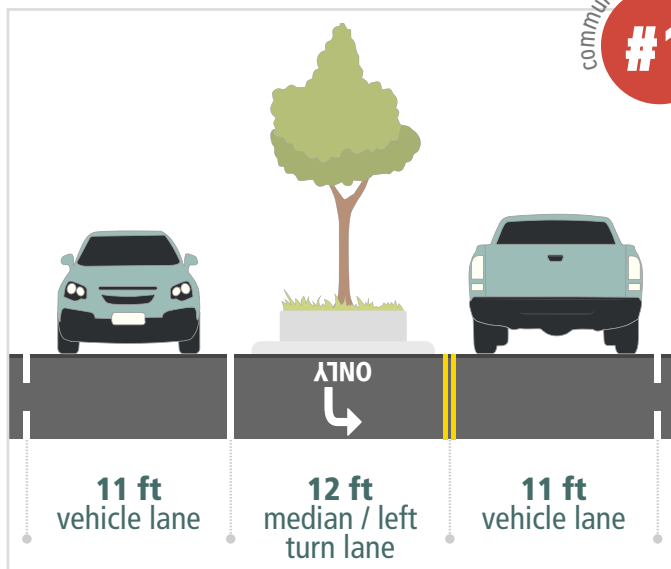 #1
ONLY
11 ft
vehicle lane
12 ft
median / left
turn lane
11 ft
vehicle lane